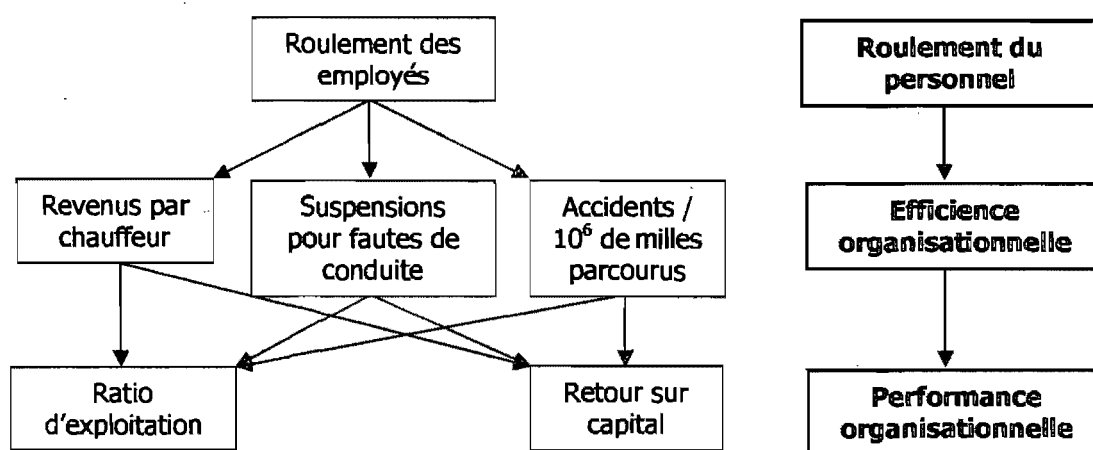 Roulement des
employés
Roulement du
personnel
Revenus par
chauffeur
Suspensions
pour fautes de
conduite
Accidents /
10⁶ de milles
parcourus
Efficience
organisationnelle
Ratio
d'exploitation
Retour sur
capital
Performance
organisationnelle